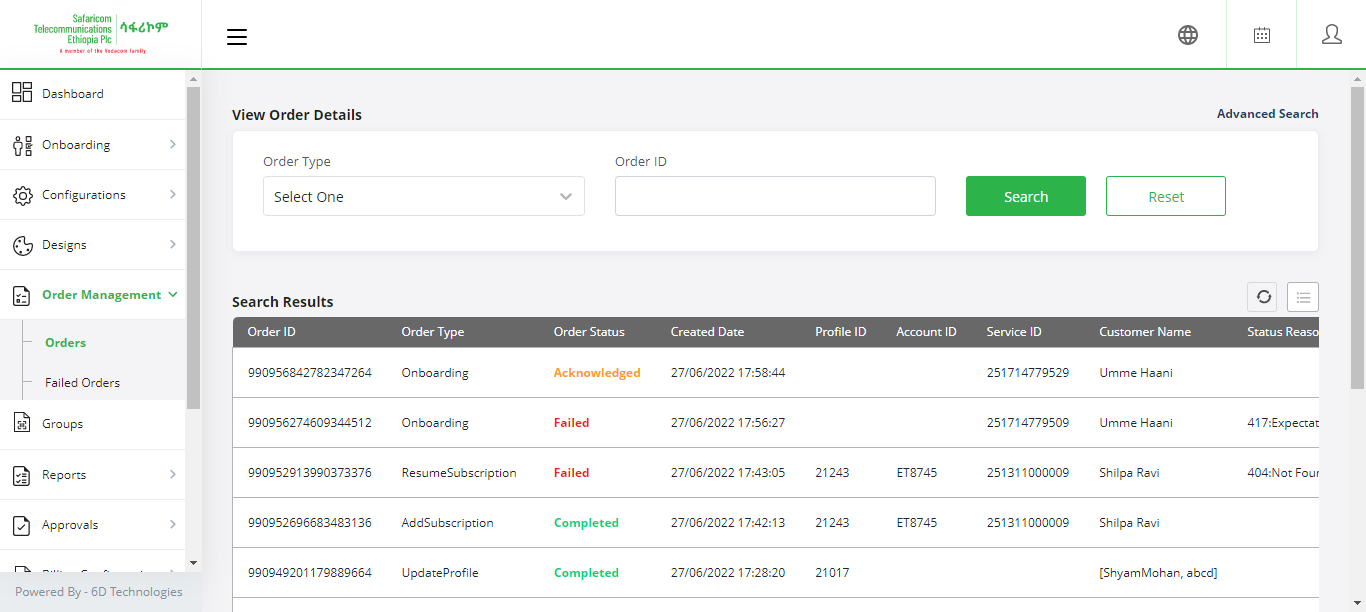 Safaricom
Telecommunications
Ethiopia Plc
ሳፋሪኮም
A member of the Vodacom family
Dashboard
Onboarding
Configurations
Designs
Order Management
Orders
Failed Orders
Groups
Reports
Approvals
Powered By - 6D Technologies
View Order Details
Advanced Search
Order Type
Order ID
Select One
Search
Reset
Search Results
Order ID Order Type Order Status Created Date Profile ID Account ID Service ID Customer Name Status Reaso
990956842782347264 Onboarding Acknowledged 27/06/2022 17:58:44 251714779529 Umme Haani
990956274609344512 Onboarding Failed 27/06/2022 17:56:27 251714779509 Umme Haani 417:Expectat
990952913990373376 ResumeSubscription Failed 27/06/2022 17:43:05 21243 ET8745 251311000009 Shilpa Ravi 404:Not Four
990952696683483136 AddSubscription Completed 27/06/2022 17:42:13 21243 ET8745 251311000009 Shilpa Ravi
990949201179889664 UpdateProfile Completed 27/06/2022 17:28:20 21017 [ShyamMohan, abcd]